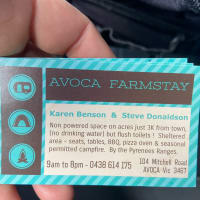 AVOCA FARMSTAY
Karen Benson & Steve Donaldson
Non powered space on acres just 3K from town,
(no drinking water) but flush toilets ! Sheltered
area - seats, tables, BBQ, pizza oven & seasonal
permitted campfire. By the Pyrenees Ranges.
104 Mitchell Road
9am to 8pm - 0438 614 175 AVOCA Vic 3467